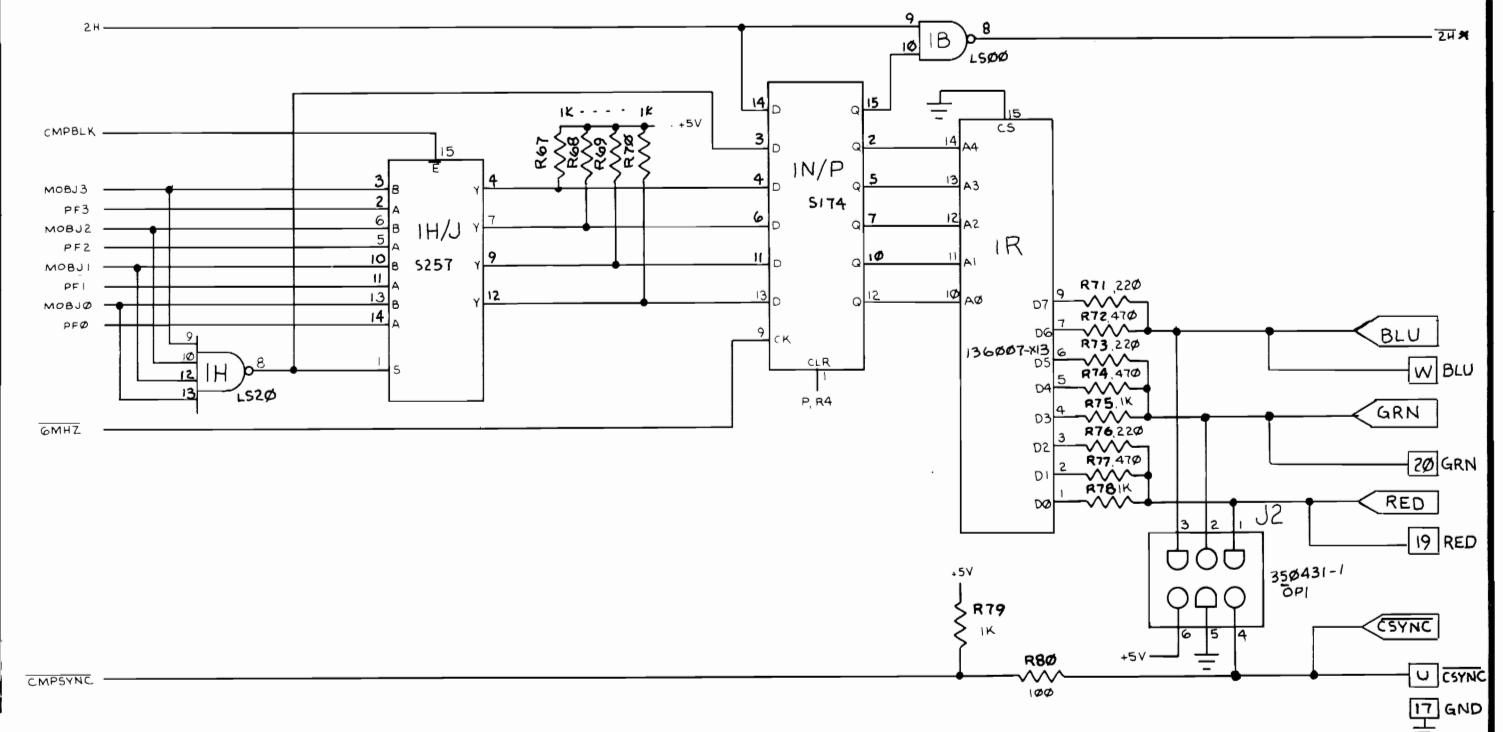 2H
9
10
1B
8
LS00
2H*
CMPBLK
15
E
1K - - - - 1K
+5V
R67
R68
R69
R70
MOBJ3
PF3
MOBJ2
PF2
MOBJ1
PF1
MOBJ0
PF0
3 B
2 A
6 B
5 A
10 B
11 A
13 B
14 A
1 S
1H/J
S257
Y 4
Y 7
Y 9
Y 12
9
10
12
13
1H
8
LS20
6MHZ
14 D
3 D
4 D
6 D
11 D
13 D
9 CK
1N/P
S174
Q 15
Q 2
Q 5
Q 7
Q 10
Q 12
CLR
1
P, R4
15
CS
14 A4
13 A3
12 A2
11 A1
10 A0
1R
136007-X13
D7 9
D6 7
D5 6
D4 5
D3 4
D2 3
D1 2
D0 1
R71, 220
R72, 470
R73, 220
R74, 470
R75, 1K
R76, 220
R77, 470
R78 1K
BLU
W BLU
GRN
20 GRN
RED
19 RED
J2
3 2 1
350431-1
OP1
6 5 4
+5V
+5V
R79
1K
R80
100
CMPSYNC
CSYNC
U CSYNC
17 GND